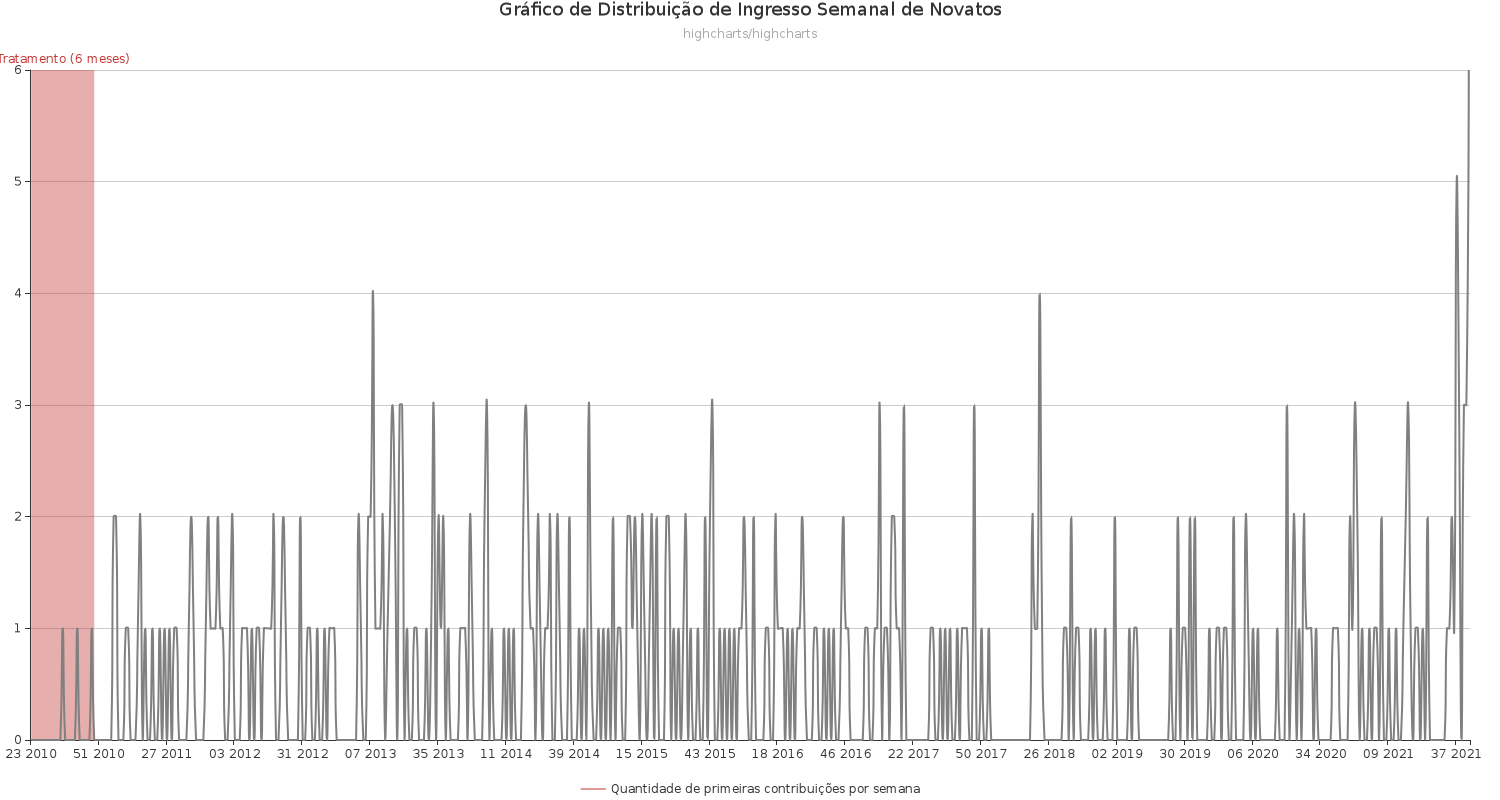 Gráfico de Distribuição de Ingresso Semanal de Novatos
highcharts/highcharts
Tratamento (6 meses)
6
5
4
3
2
1
0
23 2010 51 2010 27 2011 03 2012 31 2012 07 2013 35 2013 11 2014 39 2014 15 2015 43 2015 18 2016 46 2016 22 2017 50 2017 26 2018 02 2019 30 2019 06 2020 34 2020 09 2021 37 2021
Quantidade de primeiras contribuições por semana